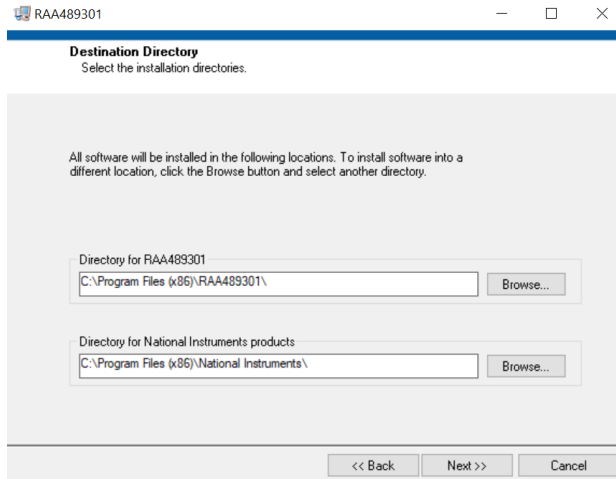 RAA489301
Destination Directory
Select the installation directories.
All software will be installed in the following locations. To install software into a
different location, click the Browse button and select another directory.
Directory for RAA489301
C:\Program Files (x86)\RAA489301\
Browse...
Directory for National Instruments products
C:\Program Files (x86)\National Instruments\
Browse...
<< Back
Next >>
Cancel